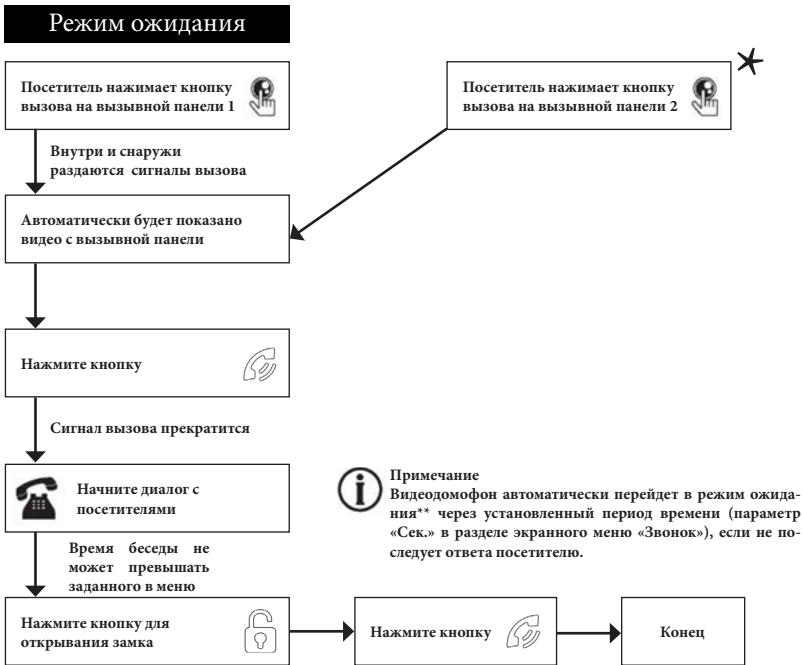 Режим ожидания
Посетитель нажимает кнопку
вызова на вызывной панели 1
Посетитель нажимает кнопку
вызова на вызывной панели 2
Внутри и снаружи
раздаются сигналы вызова
Автоматически будет показано
видео с вызывной панели
Нажмите кнопку
Сигнал вызова прекратится
Начните диалог с
посетителями
Примечание
Видеодомофон автоматически перейдет в режим ожида-
ния** через установленный период времени (параметр
«Сек.» в разделе экранного меню «Звонок»), если не по-
следует ответа посетителю.
Время беседы не
может превышать
заданного в меню
Нажмите кнопку для
открывания замка
Нажмите кнопку
Конец